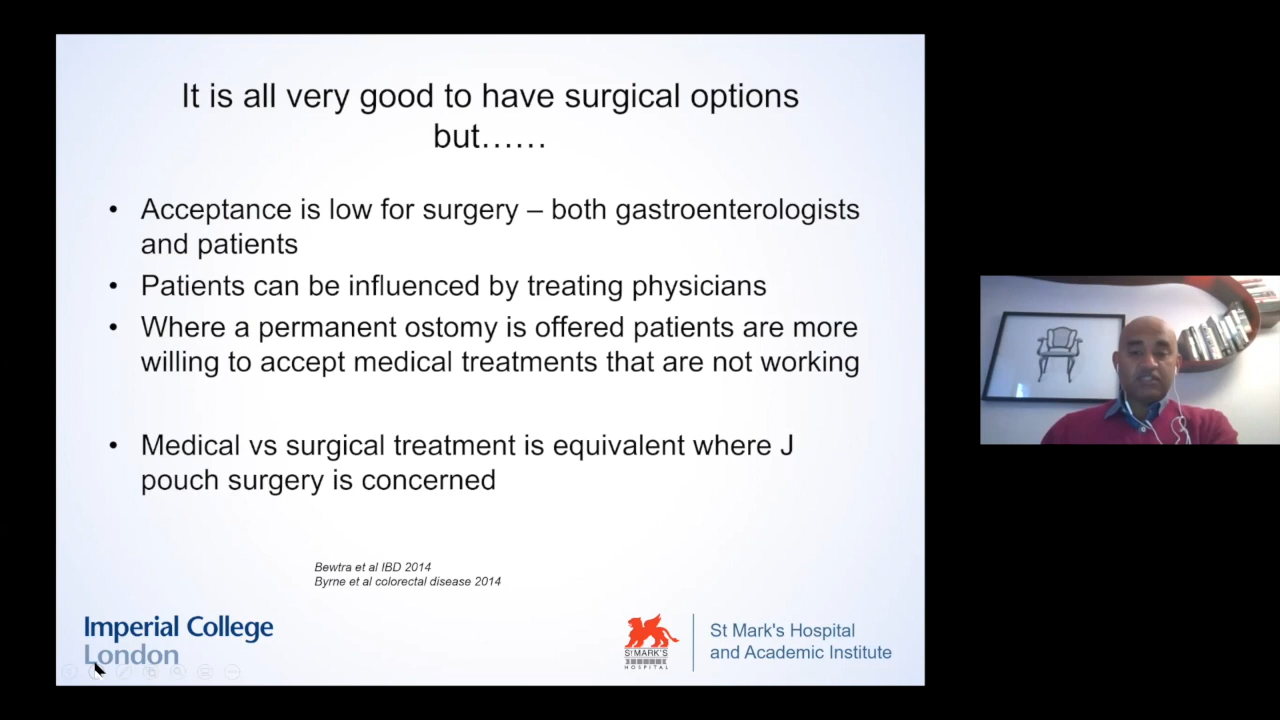 It is all very good to have surgical options
but……
• Acceptance is low for surgery – both gastroenterologists
and patients
• Patients can be influenced by treating physicians
• Where a permanent ostomy is offered patients are more
willing to accept medical treatments that are not working
• Medical vs surgical treatment is equivalent where J
pouch surgery is concerned
Bewtra et al IBD 2014
Byrne et al colorectal disease 2014
Imperial College
London
ST MARK'S
HOSPITAL
St Mark's Hospital
and Academic Institute